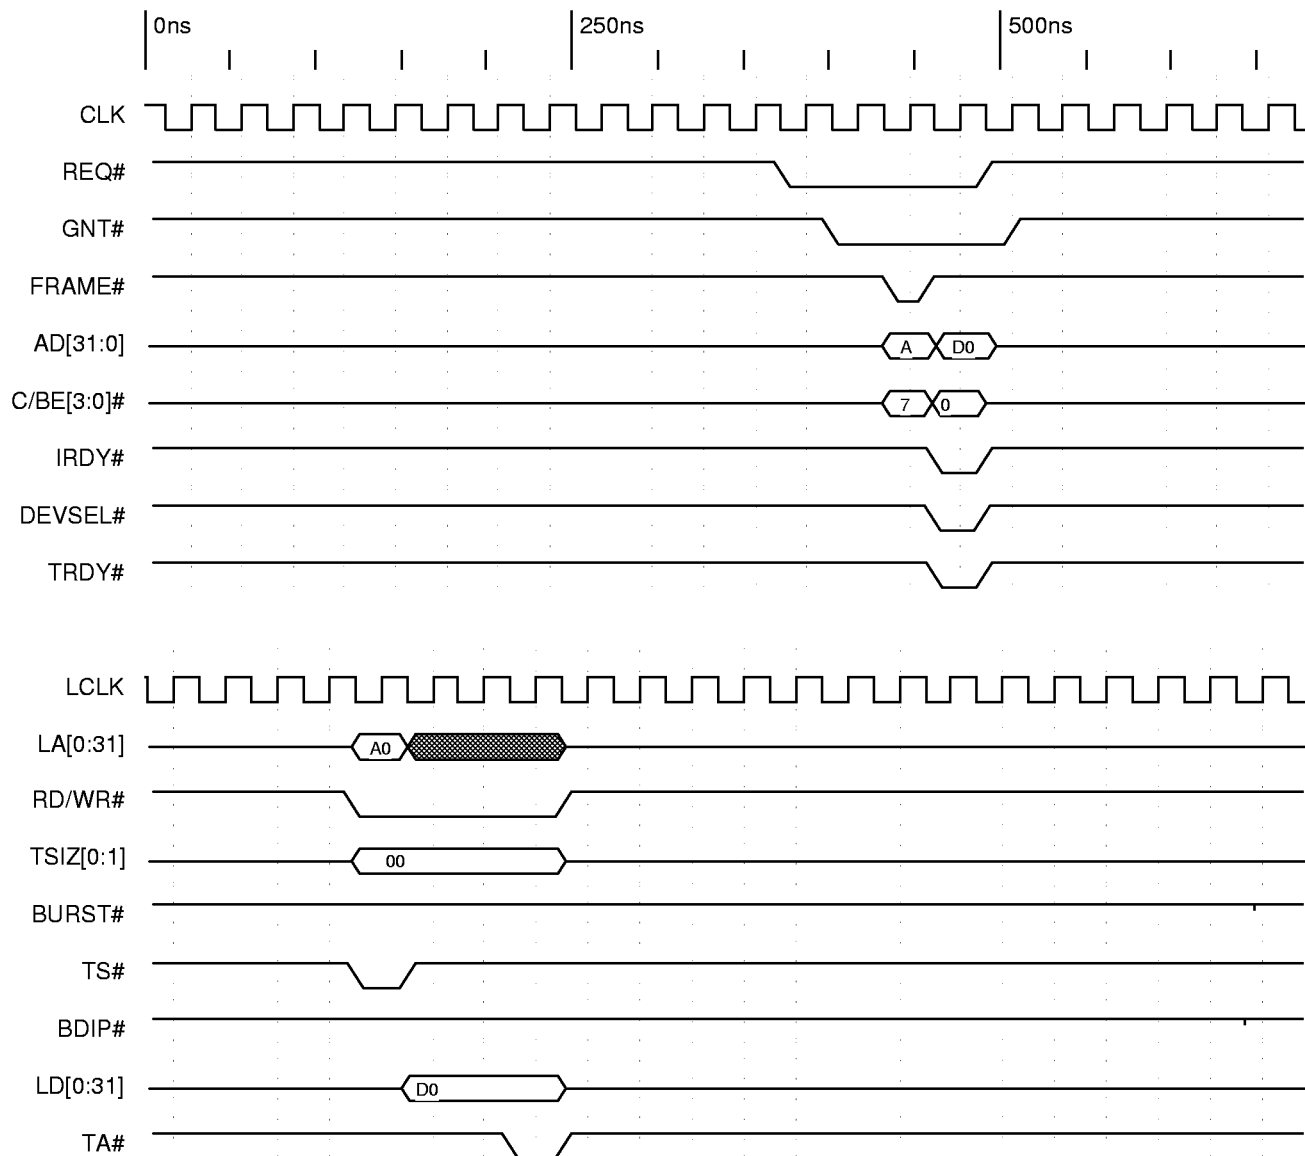 0ns 250ns 500ns
CLK
REQ#
GNT#
FRAME#
AD[31:0] A D0
C/BE[3:0]# 7 0
IRDY#
DEVSEL#
TRDY#
LCLK
LA[0:31] A0
RD/WR#
TSIZ[0:1] 00
BURST#
TS#
BDIP#
LD[0:31] D0
TA#